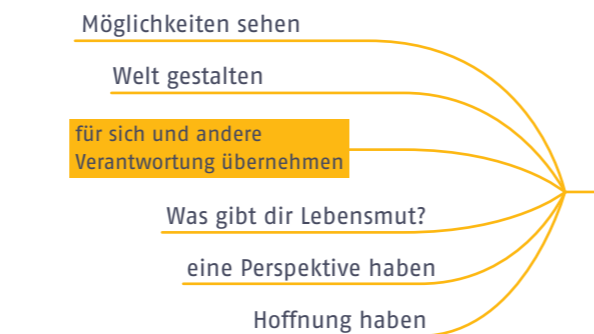 Möglichkeiten sehen
Welt gestalten
für sich und andere
Verantwortung übernehmen
Was gibt dir Lebensmut?
eine Perspektive haben
Hoffnung haben